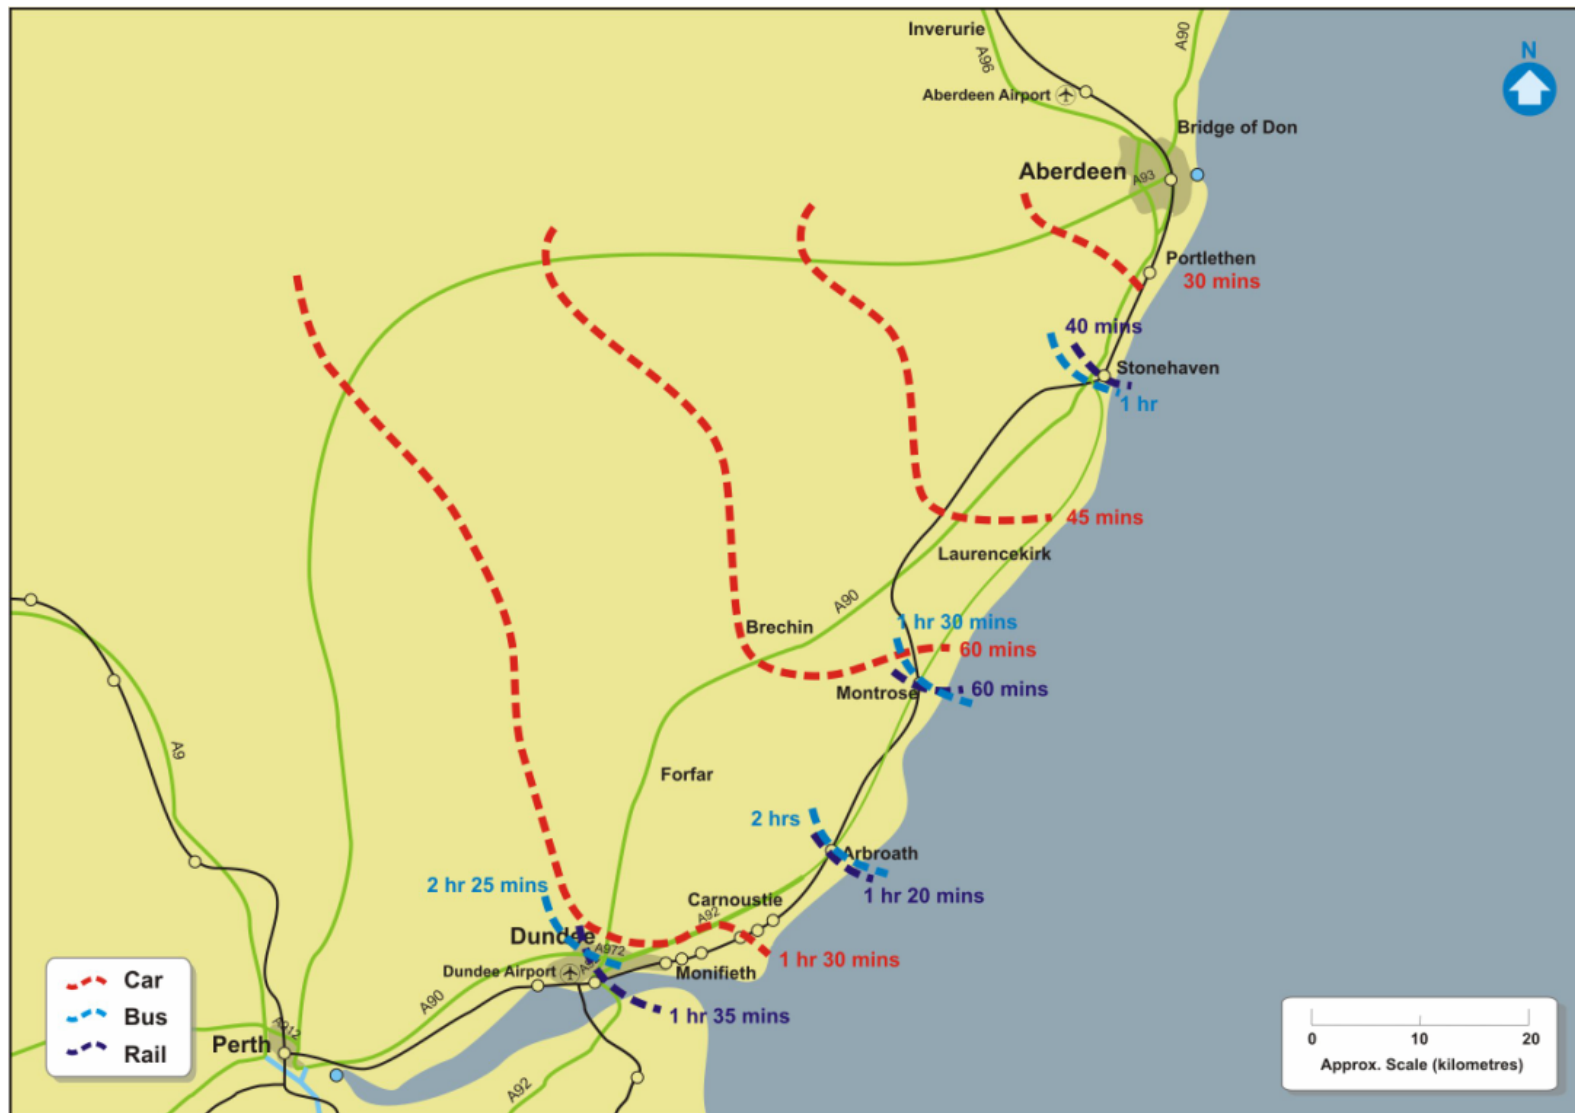 Inverurie
A96
A90
N
Aberdeen Airport
Bridge of Don
Aberdeen
A93
Portlethen
30 mins
40 mins
Stonehaven
1 hr
45 mins
Laurencekirk
A90
Brechin
1 hr 30 mins
60 mins
Montrose
60 mins
A9
Forfar
2 hrs
Arbroath
2 hr 25 mins
1 hr 20 mins
Carnoustie
A92
Dundee
A972
1 hr 30 mins
Dundee Airport
Monifieth
A90
1 hr 35 mins
A912
Perth
A92
Car
Bus
Rail
0 10 20
Approx. Scale (kilometres)